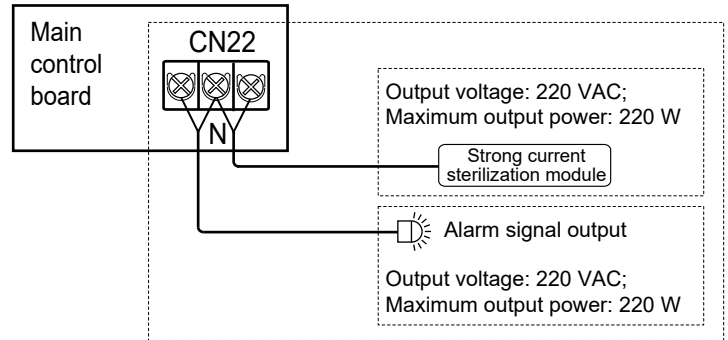 Main
control
board
CN22
N
Output voltage: 220 VAC;
Maximum output power: 220 W
Strong current
sterilization module
Alarm signal output
Output voltage: 220 VAC;
Maximum output power: 220 W